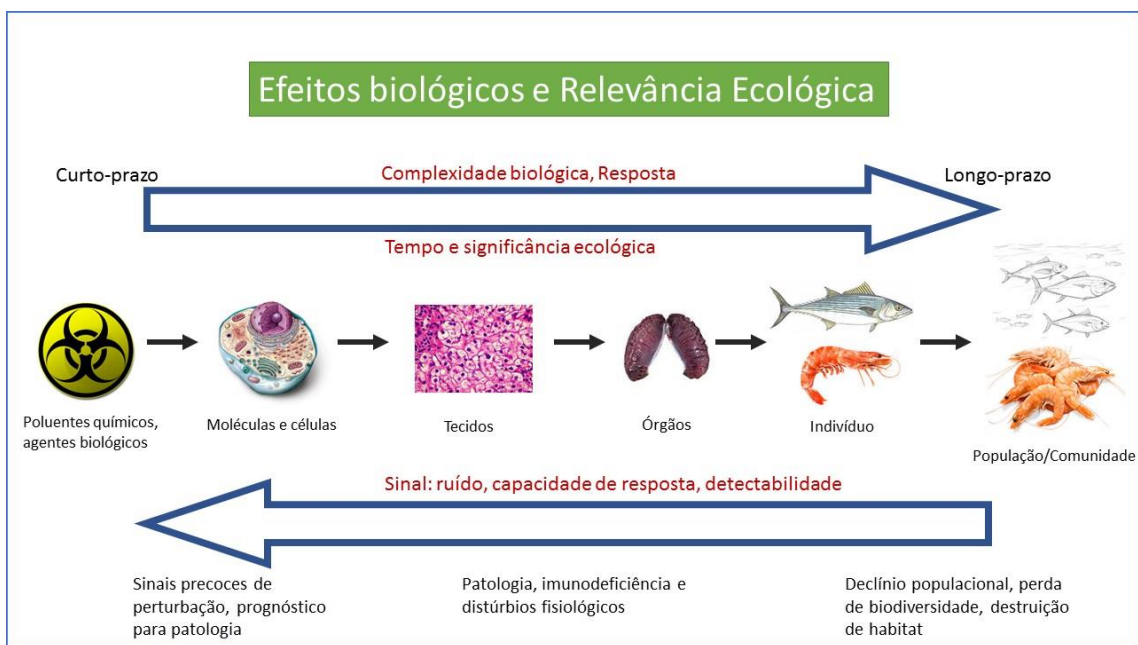 Efeitos biológicos e Relevância Ecológica
Curto-prazo
Complexidade biológica, Resposta
Longo-prazo
Tempo e significância ecológica
Poluentes químicos,
agentes biológicos
Moléculas e células
Tecidos
Órgãos
Indivíduo
População/Comunidade
Sinal: ruído, capacidade de resposta, detectabilidade
Sinais precoces de
perturbação, prognóstico
para patologia
Patologia, imunodeficiência e
distúrbios fisiológicos
Declínio populacional, perda
de biodiversidade, destruição
de habitat